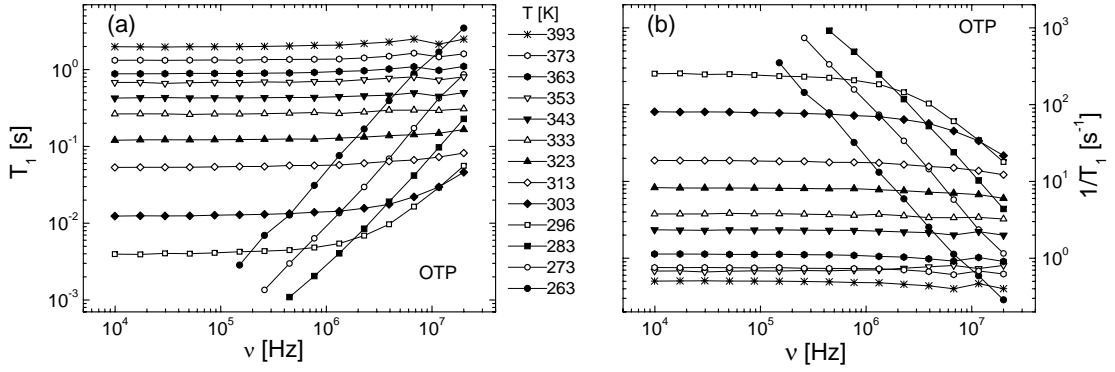 (a)
T₁ [s]
10⁰
10⁻¹
10⁻²
10⁻³
OTP
10⁴ 10⁵ 10⁶ 10⁷
ν [Hz]
T [K]
393
373
363
353
343
333
323
313
303
296
283
273
263
(b)
OTP
10³
10²
10¹
10⁰
1/T₁ [s⁻¹]
10⁴ 10⁵ 10⁶ 10⁷
ν [Hz]